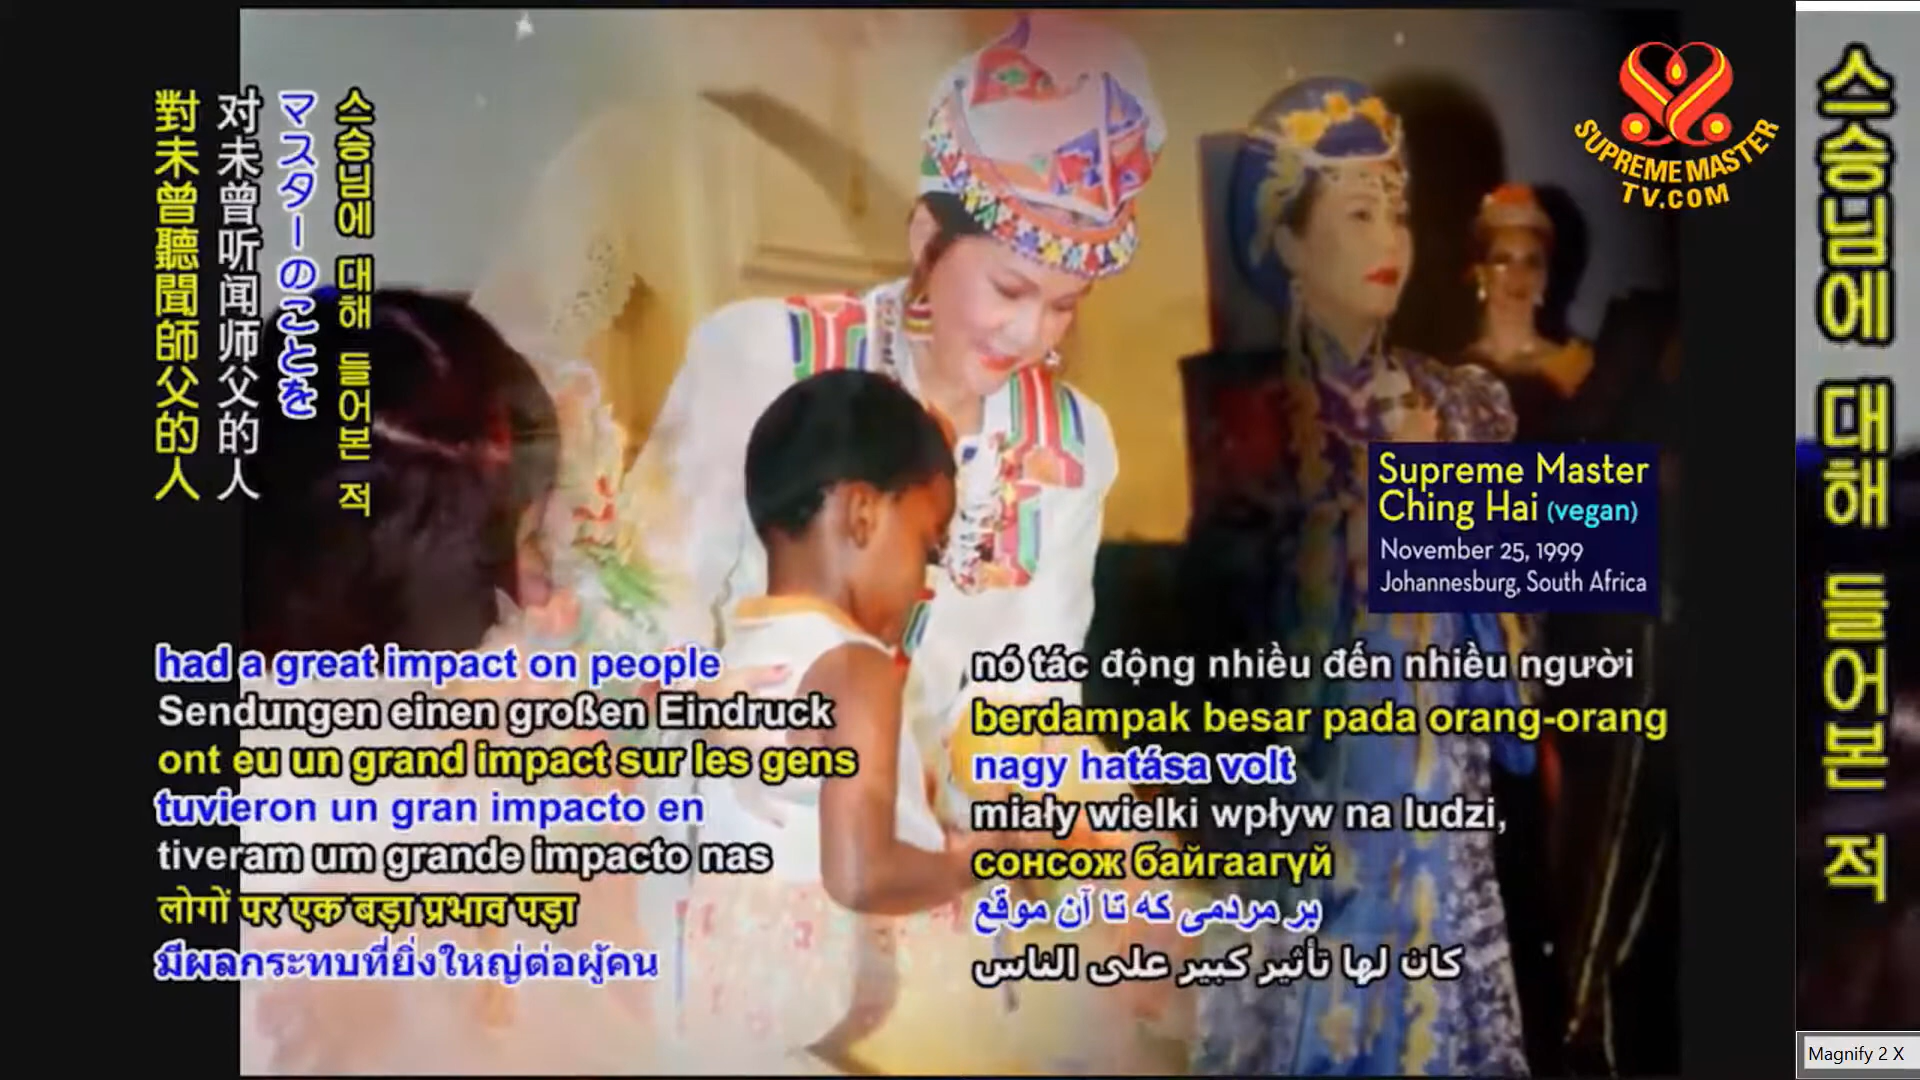 對未曾聽聞師父的人
对未曾听闻师父的人
マスターのことを
스승님에 대해 들어본 적
SUPREME MASTER
TV.COM
스승님에 대해 들어본 적
Supreme Master
Ching Hai (vegan)
November 25, 1999
Johannesburg, South Africa
had a great impact on people
Sendungen einen großen Eindruck
ont eu un grand impact sur les gens
tuvieron un gran impacto en
tiveram um grande impacto nas
लोगों पर एक बड़ा प्रभाव पड़ा
มีผลกระทบที่ยิ่งใหญ่ต่อผู้คน
nó tác động nhiều đến nhiều người
berdampak besar pada orang-orang
nagy hatása volt
miały wielki wpływ na ludzi,
сонсож байгаагүй
بر مردمی که تا آن موقع
كان لها تأثير كبير على الناس
Magnify 2 X